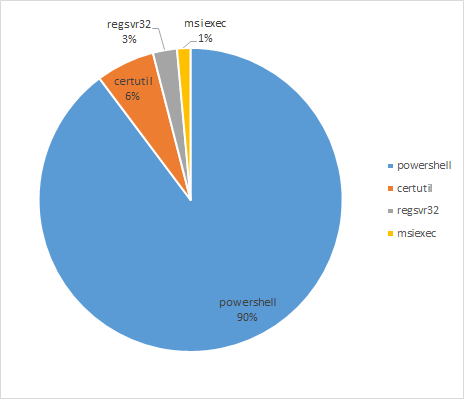 regsvr32
3%
msiexec
1%
certutil
6%
powershell
90%
powershell
certutil
regsvr32
msiexec